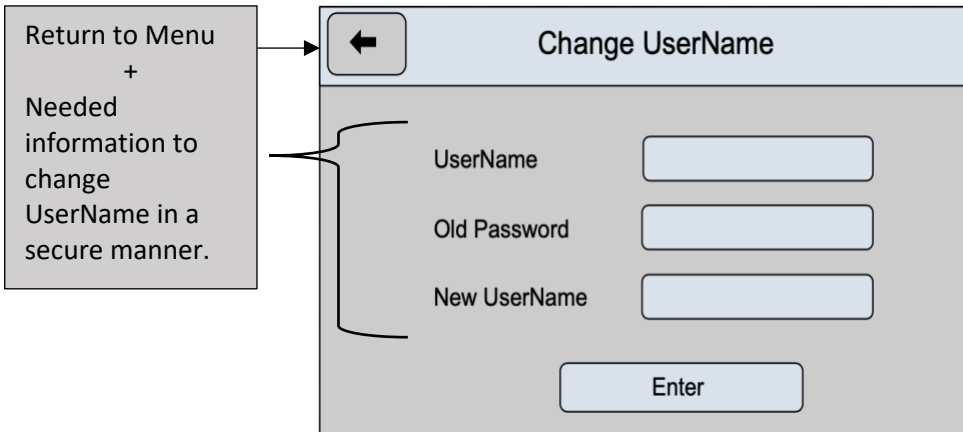 Return to Menu
+
Needed
information to
change
UserName in a
secure manner.
Change UserName
UserName
Old Password
New UserName
Enter